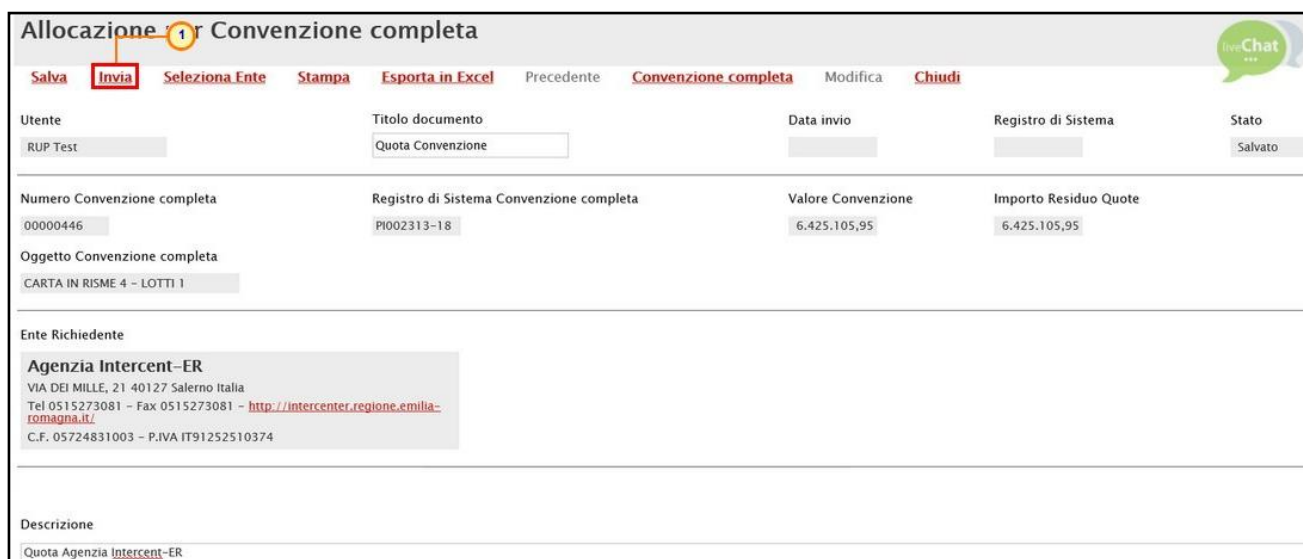 Allocazione per Convenzione completa
1
liveChat
Salva Invia Seleziona Ente Stampa Esporta in Excel Precedente Convenzione completa Modifica Chiudi
Utente Titolo documento Data invio Registro di Sistema Stato
RUP Test Quota Convenzione Salvato
Numero Convenzione completa Registro di Sistema Convenzione completa Valore Convenzione Importo Residuo Quote
00000446 PI002313-18 6.425.105,95 6.425.105,95
Oggetto Convenzione completa
CARTA IN RISME 4 - LOTTI 1
Ente Richiedente
Agenzia Intercent-ER
VIA DEI MILLE, 21 40127 Salerno Italia
Tel 0515273081 - Fax 0515273081 - http://intercenter.regione.emilia-
romagna.it/
C.F. 05724831003 - P.IVA IT91252510374
Descrizione
Quota Agenzia Intercent-ER